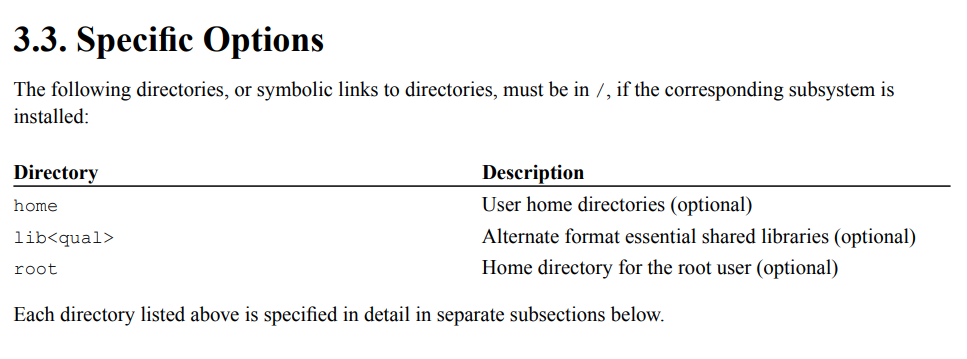 3.3. Specific Options
The following directories, or symbolic links to directories, must be in /, if the corresponding subsystem is
installed:
Directory Description
home User home directories (optional)
lib<qual> Alternate format essential shared libraries (optional)
root Home directory for the root user (optional)
Each directory listed above is specified in detail in separate subsections below.